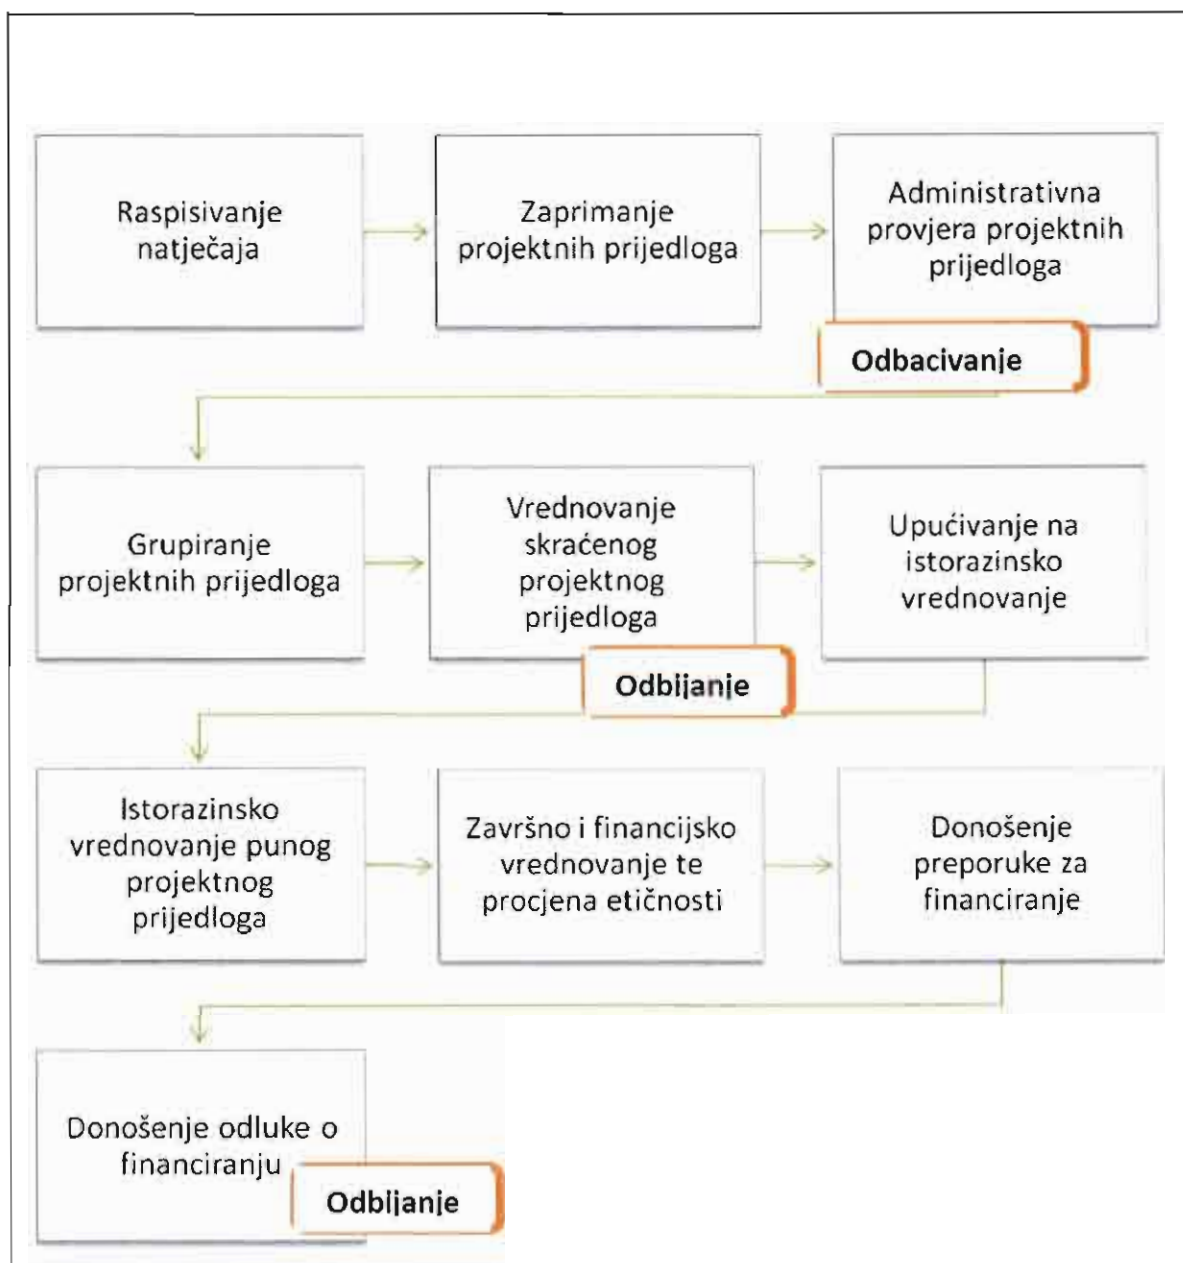 Raspisivanje
natječaja
Zaprimanje
projektnih prijedloga
Administrativna
provjera projektnih
prijedloga
Odbacivanje
Grupiranje
projektnih prijedloga
Vrednovanje
skraćenog
projektnog
prijedloga
Odbijanje
Upućivanje na
istorazinsko
vrednovanje
Istorazinsko
vrednovanje punog
projektnog
prijedloga
Završno i financijsko
vrednovanje te
procjena etičnosti
Donošenje
preporuke za
financiranje
Donošenje odluke o
financiranju
Odbijanje